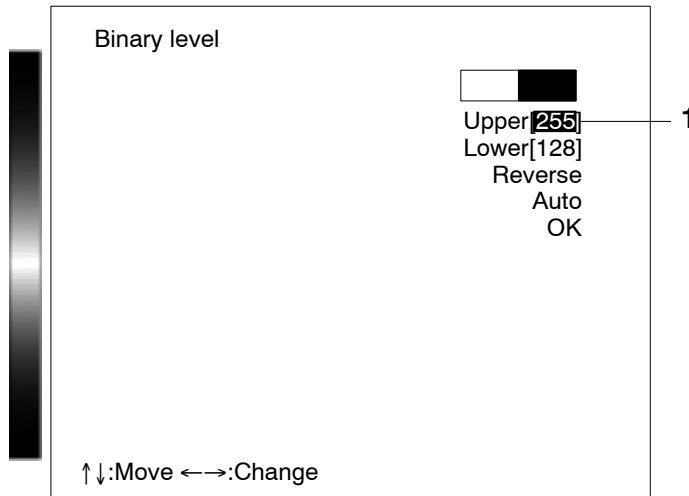 Binary level
Upper[255]
1
Lower[128]
Reverse
Auto
OK
↑↓:Move ←→:Change